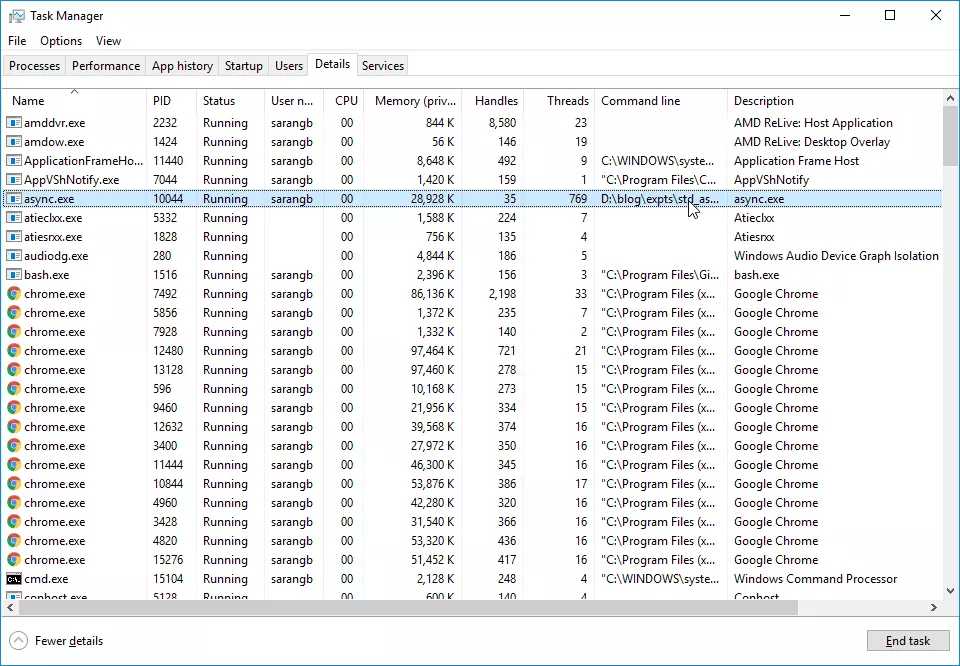 Task Manager
File Options View
Processes Performance App history Startup Users Details Services
Name PID Status User n... CPU Memory (priv... Handles Threads Command line Description
amddvr.exe 2232 Running sarangb 00 844 K 8,580 23 AMD ReLive: Host Application
amdow.exe 1424 Running sarangb 00 56 K 146 19 AMD ReLive: Desktop Overlay
ApplicationFrameHo... 11440 Running sarangb 00 8,648 K 492 9 C:\WINDOWS\syste... Application Frame Host
AppVShNotify.exe 7044 Running sarangb 00 1,420 K 159 1 "C:\Program Files\C... AppVShNotify
async.exe 10044 Running sarangb 00 28,928 K 35 769 D:\blog\expts\std_as... async.exe
atieclxx.exe 5332 Running 00 1,588 K 224 7 Atieclxx
atiesrxx.exe 1828 Running 00 756 K 135 4 Atiesrxx
audiodg.exe 280 Running 00 4,844 K 186 5 Windows Audio Device Graph Isolation
bash.exe 1516 Running sarangb 00 2,396 K 156 3 "C:\Program Files\Gi... bash.exe
chrome.exe 7492 Running sarangb 00 86,136 K 2,198 33 "C:\Program Files (x... Google Chrome
chrome.exe 5856 Running sarangb 00 1,372 K 235 7 "C:\Program Files (x... Google Chrome
chrome.exe 7928 Running sarangb 00 1,332 K 140 2 "C:\Program Files (x... Google Chrome
chrome.exe 12480 Running sarangb 00 97,464 K 721 21 "C:\Program Files (x... Google Chrome
chrome.exe 13128 Running sarangb 00 97,460 K 278 15 "C:\Program Files (x... Google Chrome
chrome.exe 596 Running sarangb 00 10,168 K 273 15 "C:\Program Files (x... Google Chrome
chrome.exe 9460 Running sarangb 00 21,956 K 334 15 "C:\Program Files (x... Google Chrome
chrome.exe 12632 Running sarangb 00 39,568 K 374 16 "C:\Program Files (x... Google Chrome
chrome.exe 3400 Running sarangb 00 27,972 K 350 16 "C:\Program Files (x... Google Chrome
chrome.exe 11444 Running sarangb 00 46,300 K 345 16 "C:\Program Files (x... Google Chrome
chrome.exe 10844 Running sarangb 00 53,876 K 386 17 "C:\Program Files (x... Google Chrome
chrome.exe 4960 Running sarangb 00 42,280 K 320 16 "C:\Program Files (x... Google Chrome
chrome.exe 3428 Running sarangb 00 31,540 K 366 16 "C:\Program Files (x... Google Chrome
chrome.exe 4820 Running sarangb 00 53,320 K 436 16 "C:\Program Files (x... Google Chrome
chrome.exe 15276 Running sarangb 00 51,452 K 417 16 "C:\Program Files (x... Google Chrome
cmd.exe 15104 Running sarangb 00 2,128 K 248 4 "C:\WINDOWS\syste... Windows Command Processor
conhost.exe 5128 Running sarangb 00 600 K 140 4 Conhost
Fewer details End task